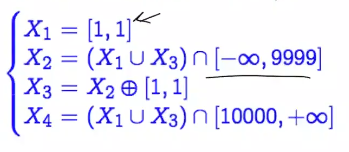 X₁ = [1, 1]
X₂ = (X₁ ∪ X₃) ∩ [−∞, 9999]
X₃ = X₂ ⊕ [1, 1]
X₄ = (X₁ ∪ X₃) ∩ [10000, +∞]